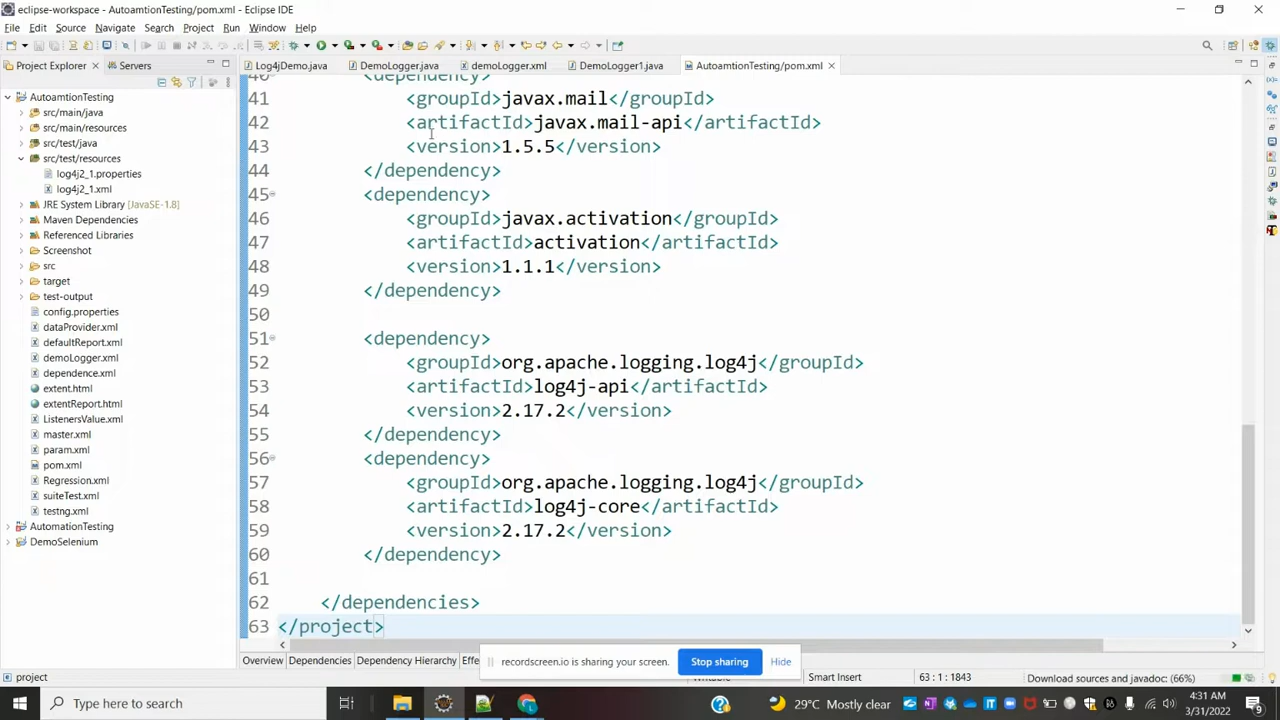 eclipse-workspace - AutoamtionTesting/pom.xml - Eclipse IDE
File Edit Source Navigate Search Project Run Window Help
Project Explorer Servers
Log4jDemo.java DemoLogger.java demoLogger.xml DemoLogger1.java AutoamtionTesting/pom.xml
AutoamtionTesting
src/main/java
src/main/resources
src/test/java
src/test/resources
log4j2_1.properties
log4j2_1.xml
JRE System Library [JavaSE-1.8]
Maven Dependencies
Referenced Libraries
Screenshot
src
target
test-output
config.properties
dataProvider.xml
defaultReport.xml
demoLogger.xml
dependence.xml
extent.html
extentReport.html
ListenersValue.xml
master.xml
param.xml
pom.xml
Regression.xml
suiteTest.xml
testng.xml
AutomationTesting
DemoSelenium
40 <dependency>
41 <groupId>javax.mail</groupId>
42 <artifactId>javax.mail-api</artifactId>
43 <version>1.5.5</version>
44 </dependency>
45 <dependency>
46 <groupId>javax.activation</groupId>
47 <artifactId>activation</artifactId>
48 <version>1.1.1</version>
49 </dependency>
50
51 <dependency>
52 <groupId>org.apache.logging.log4j</groupId>
53 <artifactId>log4j-api</artifactId>
54 <version>2.17.2</version>
55 </dependency>
56 <dependency>
57 <groupId>org.apache.logging.log4j</groupId>
58 <artifactId>log4j-core</artifactId>
59 <version>2.17.2</version>
60 </dependency>
61
62 </dependencies>
63 </project>
Overview Dependencies Dependency Hierarchy Effe
recordscreen.io is sharing your screen. Stop sharing Hide
project Writable Smart Insert 63 : 1 : 1843 Download sources and javadoc: (66%)
Type here to search
29°C Mostly clear
4:31 AM
3/31/2022